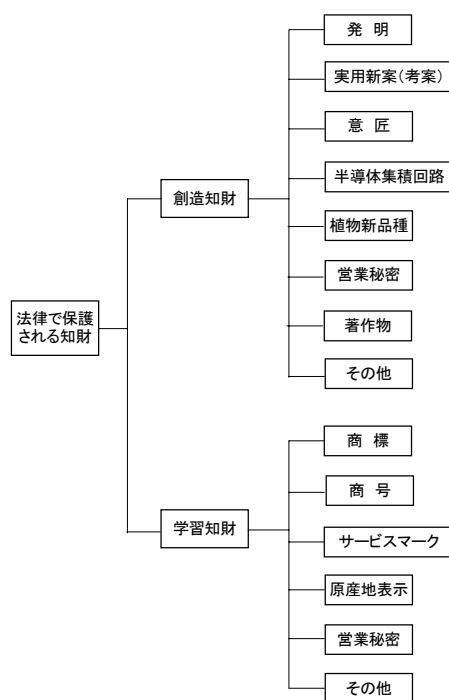 法律で保護
される知財
創造知財
発 明
実用新案(考案)
意 匠
半導体集積回路
植物新品種
営業秘密
著作物
その他
学習知財
商 標
商 号
サービスマーク
原産地表示
営業秘密
その他